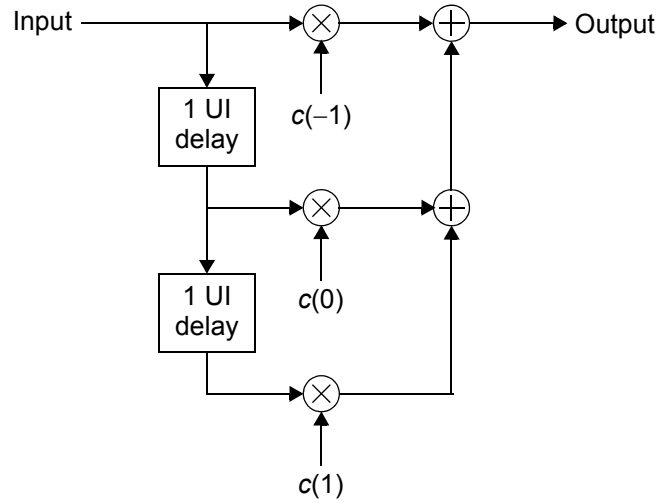 Input
Output
1 UI
delay
c(−1)
1 UI
delay
c(0)
c(1)